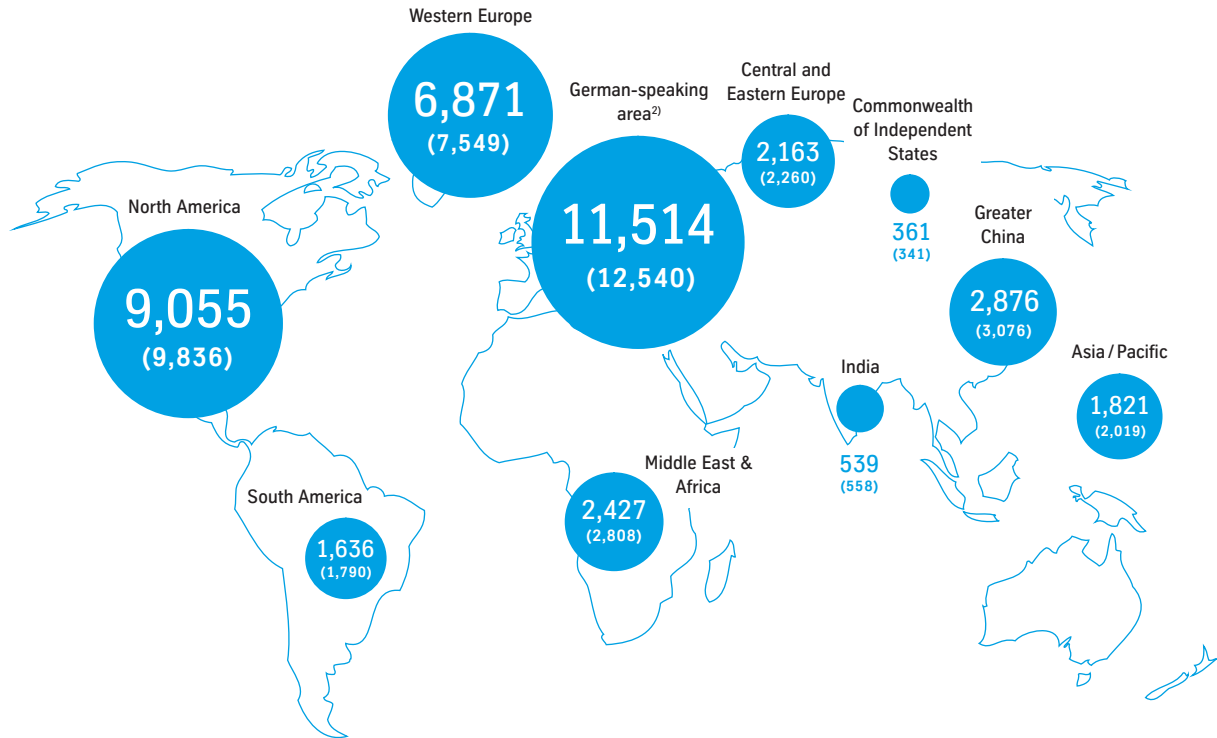 Western Europe
6,871
(7,549)
German-speaking
area2)
11,514
(12,540)
Central and
Eastern Europe
2,163
(2,260)
Commonwealth
of Independent
States
361
(341)
North America
9,055
(9,836)
Greater
China
2,876
(3,076)
Asia / Pacific
1,821
(2,019)
India
539
(558)
Middle East &
Africa
2,427
(2,808)
South America
1,636
(1,790)